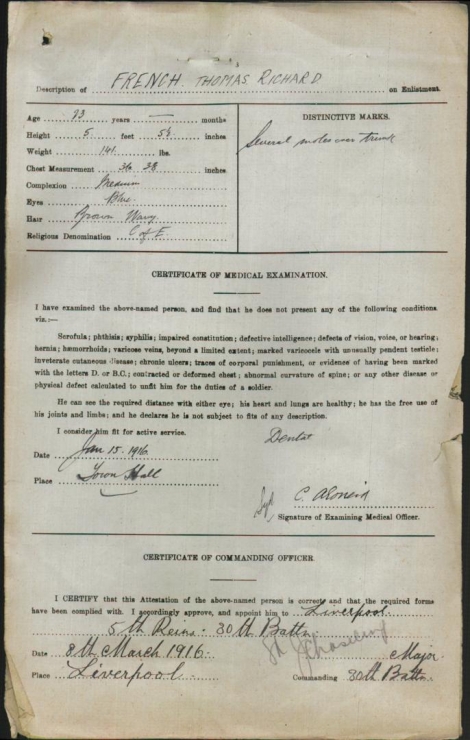 Description of FRENCH THOMAS RICHARD on Enlistment.
Age 23 years — months
Height 5 feet 5½ inches
Weight 141 lbs.
Chest Measurement 36 38 inches
Complexion Medium
Eyes Blue
Hair Brown Wavy
Religious Denomination C of E
DISTINCTIVE MARKS.
Several moles over trunk
CERTIFICATE OF MEDICAL EXAMINATION.
I have examined the above-named person, and find that he does not present any of the following conditions
viz.:—
Scrofula; phthisis; syphilis; impaired constitution; defective intelligence; defects of vision, voice, or hearing;
hernia; hæmorrhoids; varicose veins, beyond a limited extent; marked varicocele with unusually pendent testicle;
inveterate cutaneous disease; chronic ulcers; traces of corporal punishment, or evidence of having been marked
with the letters D. or B.C.; contracted or deformed chest; abnormal curvature of spine; or any other disease or
physical defect calculated to unfit him for the duties of a soldier.
He can see the required distance with either eye; his heart and lungs are healthy; he has the free use of
his joints and limbs; and he declares he is not subject to fits of any description.
I consider him fit for active service.
Dentist
Date Jan 15. 1916
Place Town Hall
Sgd C.
Signature of Examining Medical Officer.
CERTIFICATE OF COMMANDING OFFICER.
I CERTIFY that this Attestation of the above-named person is correct, and that the required forms
have been complied with. I accordingly approve, and appoint him to Liverpool
5th Reins. 30th Battn
Date 8th March 1916.
Major.
Place Liverpool.
Commanding 30th Battn.